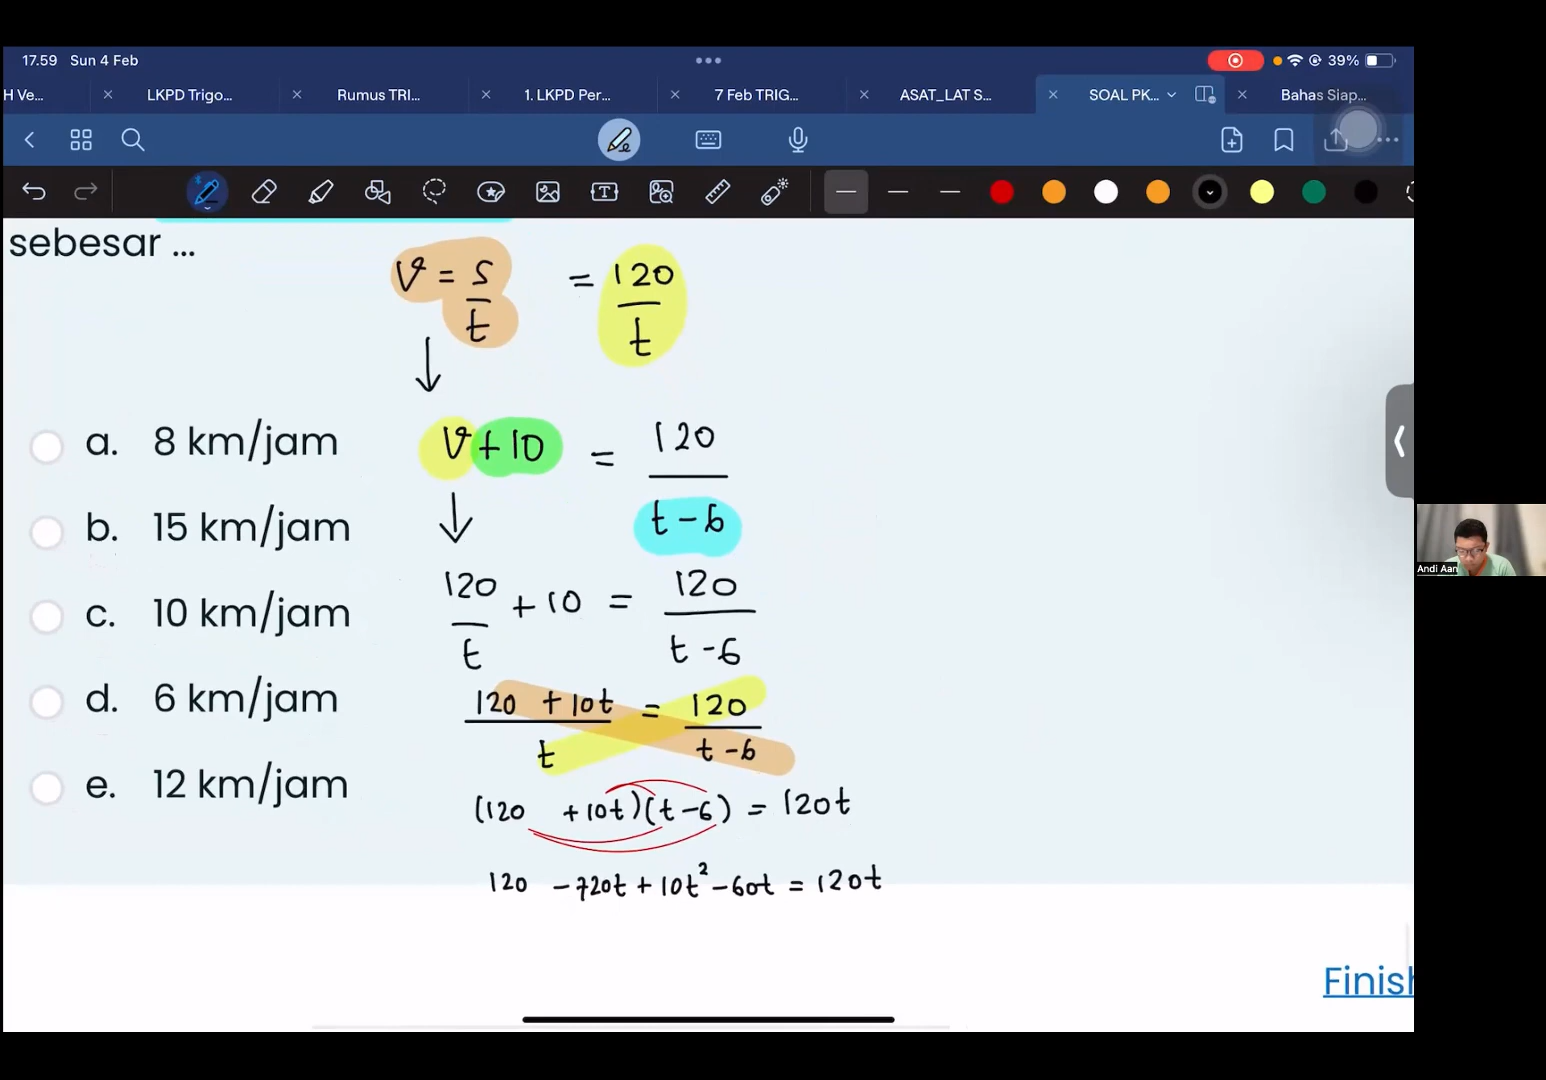 17.59 Sun 4 Feb
39%
H Ve...
LKPD Trigo...
Rumus TRI...
1. LKPD Per...
7 Feb TRIG...
ASAT_LAT S...
SOAL PK...
Bahas Siap...
sebesar ...
v = s/t = 120/t
v + 10 = 120/(t - 6)
120/t + 10 = 120/(t - 6)
(120 + 10t)/t = 120/(t - 6)
(120 + 10t)(t - 6) = 120t
120 - 720t + 10t² - 60t = 120t
a. 8 km/jam
b. 15 km/jam
c. 10 km/jam
d. 6 km/jam
e. 12 km/jam
Finish
Andi Aan